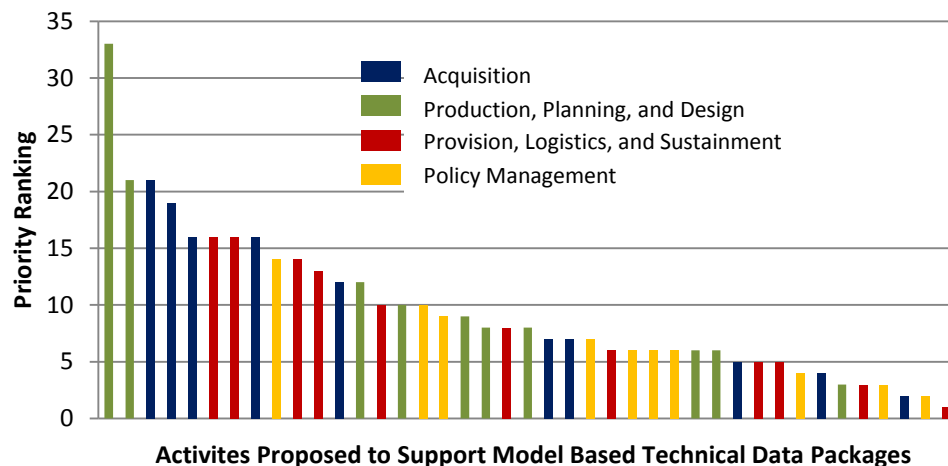 35
30
25
20
15
10
5
0
Priority Ranking
Acquisition
Production, Planning, and Design
Provision, Logistics, and Sustainment
Policy Management
Activites Proposed to Support Model Based Technical Data Packages